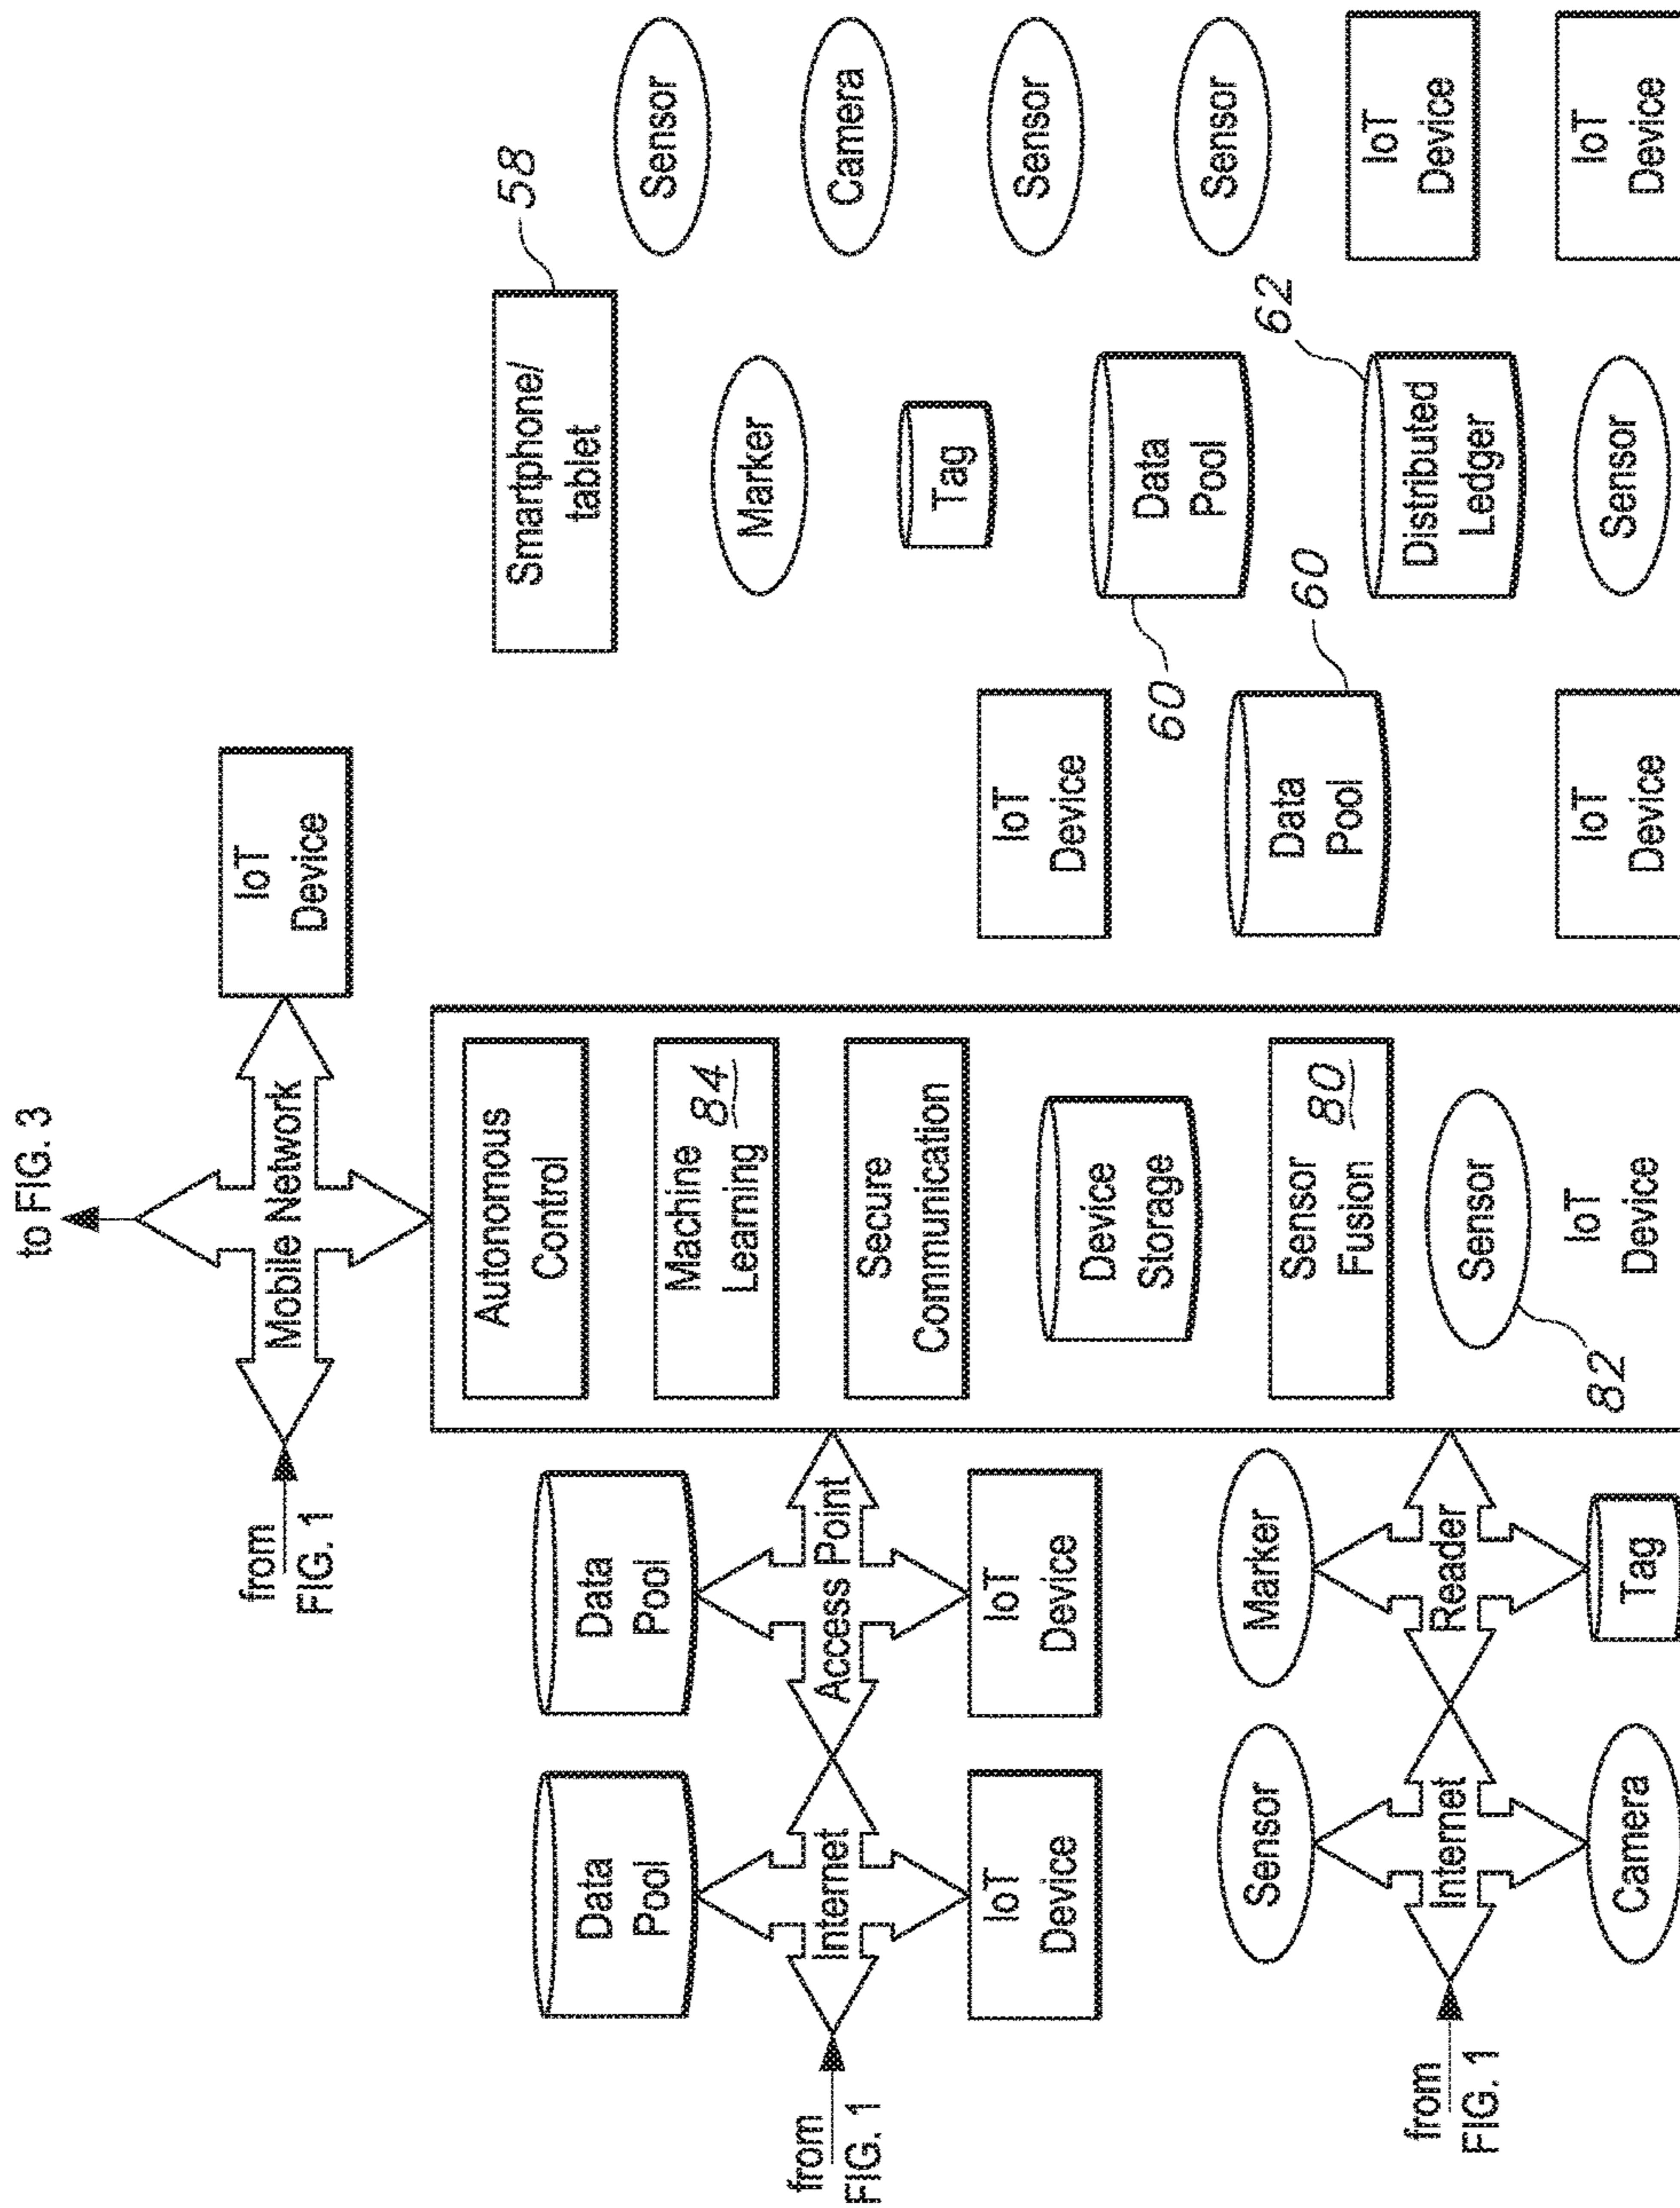 to FIG. 3
from
FIG. 1
Mobile Network
IoT
Device
from
FIG. 1
Data
Pool
Internet
IoT
Device
Data
Pool
Access Point
IoT
Device
from
FIG. 1
Sensor
Internet
Camera
Marker
Reader
Tag
Autonomous
Control
Machine
Learning 84
Secure
Communication
Device
Storage
Sensor
Fusion 80
Sensor
82
IoT
Device
IoT
Device
Data
Pool
60
IoT
Device
Smartphone/
tablet
58
Marker
Tag
Data
Pool
60
Distributed
Ledger
62
Sensor
Sensor
Camera
Sensor
Sensor
IoT
Device
IoT
Device